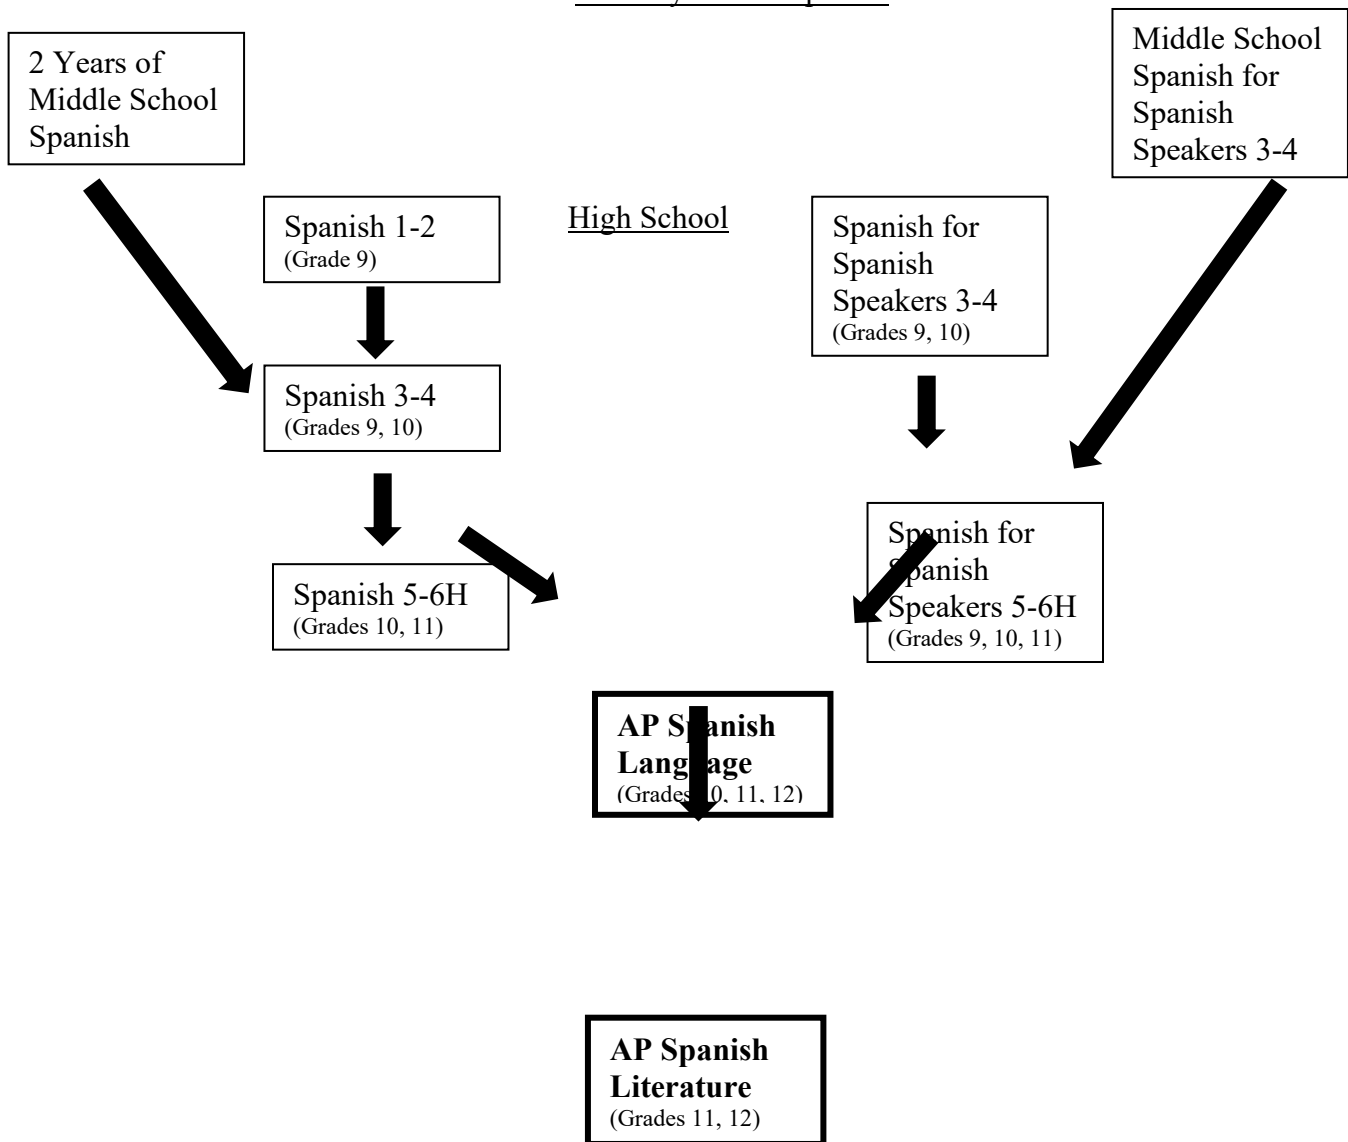 2 Years of
Middle School
Spanish
Middle School
Spanish for
Spanish
Speakers 3-4
High School
Spanish 1-2
(Grade 9)
Spanish for
Spanish
Speakers 3-4
(Grades 9, 10)
Spanish 3-4
(Grades 9, 10)
Spanish 5-6H
(Grades 10, 11)
Spanish for
Spanish
Speakers 5-6H
(Grades 9, 10, 11)
AP Spanish
Language
(Grades 10, 11, 12)
AP Spanish
Literature
(Grades 11, 12)